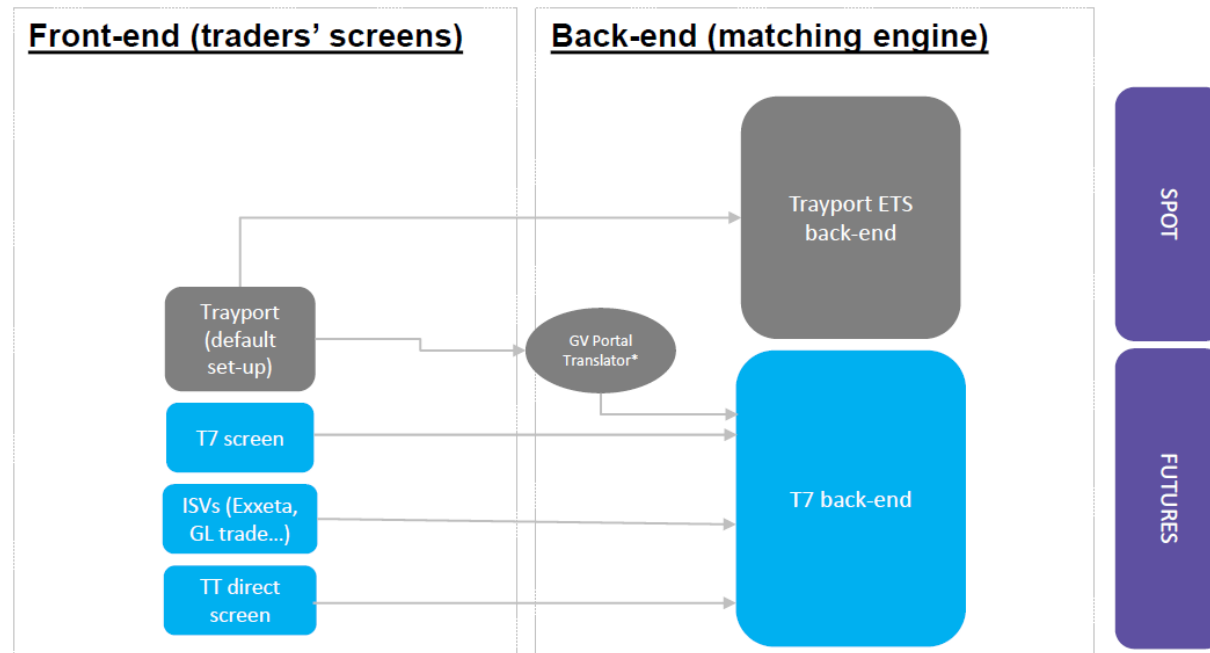 Front-end (traders' screens)
Back-end (matching engine)
Trayport ETS
back-end
SPOT
Trayport
(default
set-up)
GV Portal
Translator*
T7 screen
ISVs (Exxeta,
GL trade...)
T7 back-end
FUTURES
TT direct
screen